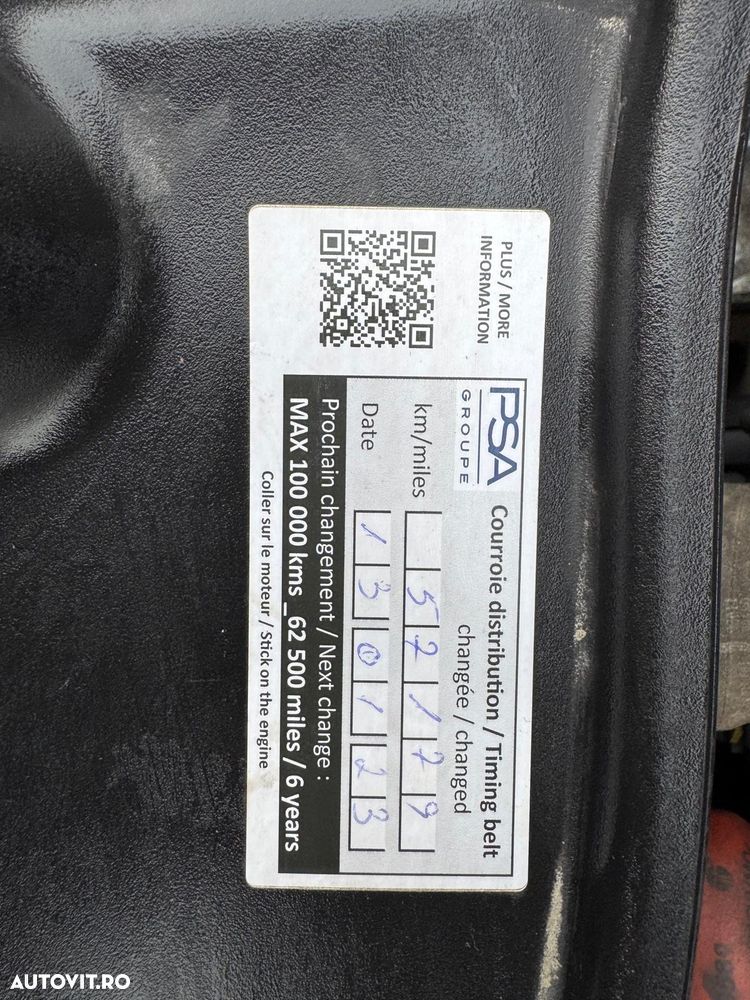 PLUS / MORE
INFORMATION
PSA
GROUPE
Courroie distribution / Timing belt
changée / changed
km/miles 5 7 1 7 9
Date 1 3 0 1 2 3
Prochain changement / Next change :
MAX 100 000 kms _62 500 miles / 6 years
Coller sur le moteur / Stick on the engine
AUTOVIT.RO